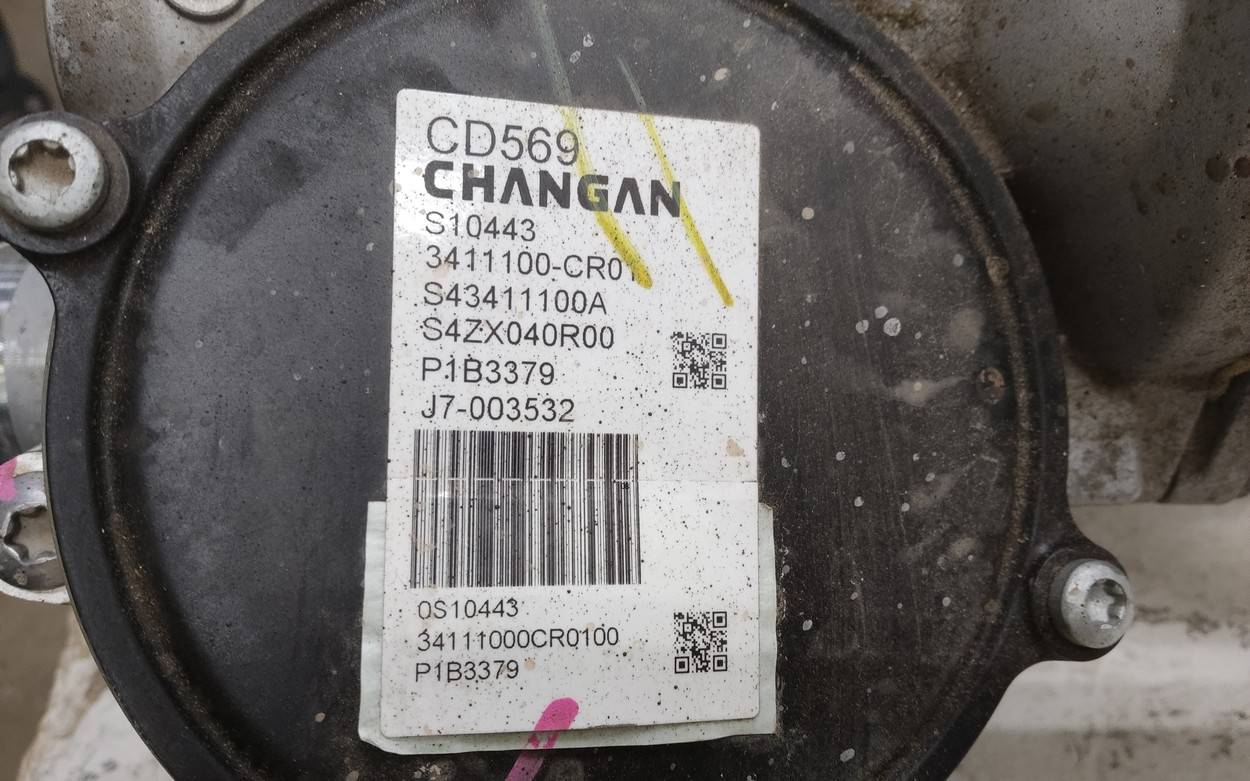 CD569
CHANGAN
S10443
3411100-CR01
S43411100A
S4ZX040R00
P1B3379
J7-003532
0S10443
34111000CR0100
P1B3379